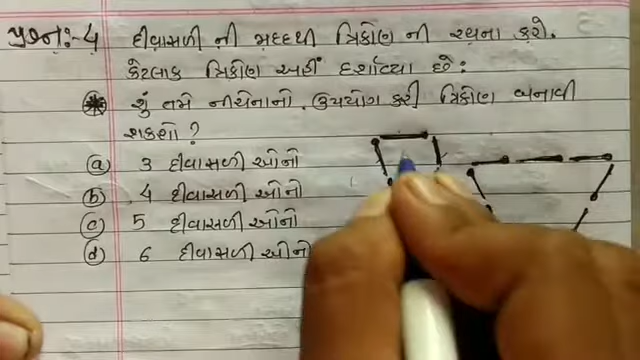 પ્રશ્નઃ-૪ દીવાસળી ની મદદથી ત્રિકોણ ની રચના કરો.
કેટલાક ત્રિકોણ અહીં દર્શાવ્યા છે:
શું તમે નીચેનાનો ઉપયોગ કરી ત્રિકોણ બનાવી
શકશો ?
(a) 3 દીવાસળી ઓનો
(b) 4 દીવાસળી ઓનો
(c) 5 દીવાસળી ઓનો
(d) 6 દીવાસળી ઓનો